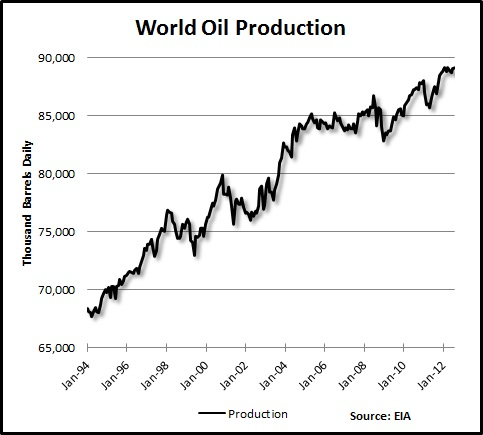 World Oil Production
Thousand Barrels Daily
90,000
85,000
80,000
75,000
70,000
65,000
Jan-94
Jan-96
Jan-98
Jan-00
Jan-02
Jan-04
Jan-06
Jan-08
Jan-10
Jan-12
Production
Source: EIA